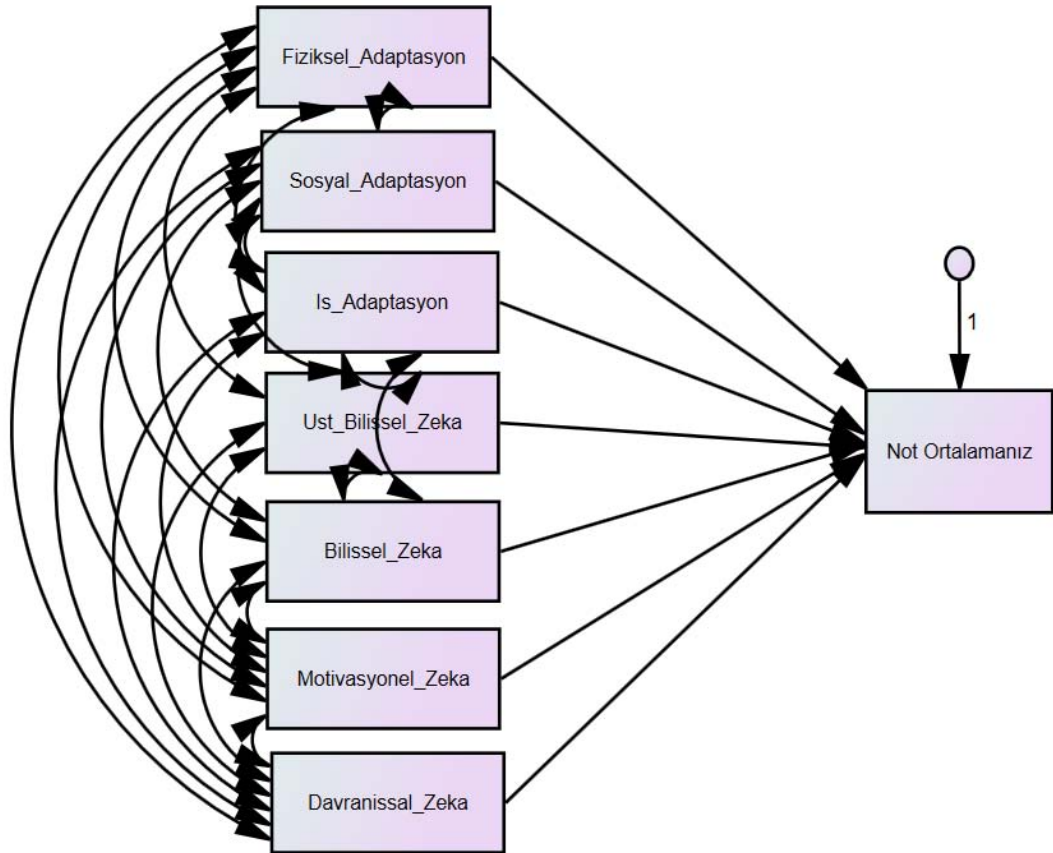 Fiziksel_Adaptasyon
Sosyal_Adaptasyon
Is_Adaptasyon
1
Ust_Bilissel_Zeka
Not Ortalamanız
Bilissel_Zeka
Motivasyonel_Zeka
Davranissal_Zeka